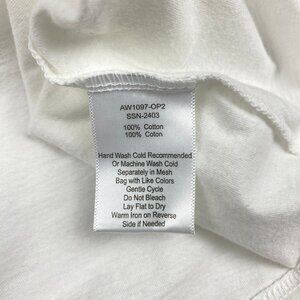 AW1097-OP2
SSN-2403
100% Cotton
100% Coton
Hand Wash Cold Recommended
Or Machine Wash Cold
Separately in Mesh
Bag with Like Colors
Gentle Cycle
Do Not Bleach
Lay Flat to Dry
Warm Iron on Reverse
Side if Needed